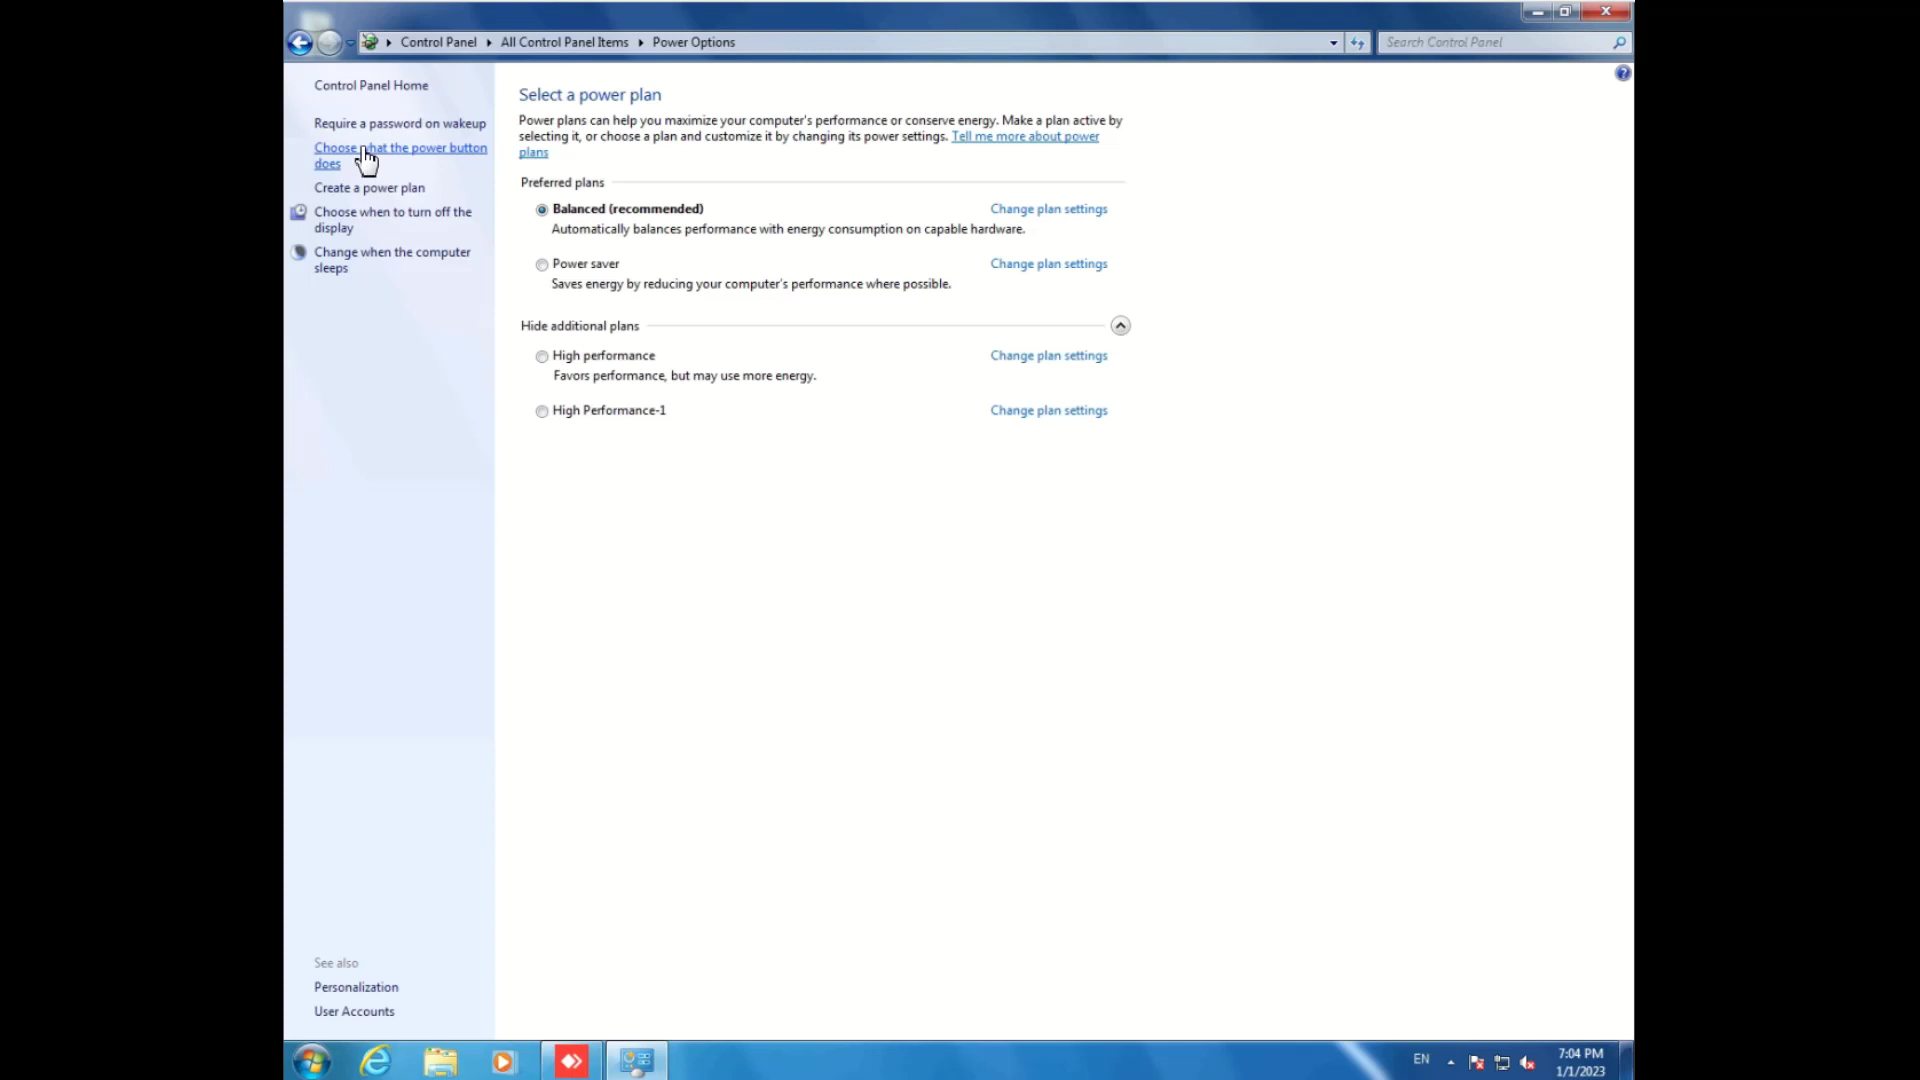 Control Panel
All Control Panel Items
Power Options
Search Control Panel
Control Panel Home
Require a password on wakeup
Choose what the power button
does
Create a power plan
Choose when to turn off the
display
Change when the computer
sleeps
Select a power plan
Power plans can help you maximize your computer's performance or conserve energy. Make a plan active by
selecting it, or choose a plan and customize it by changing its power settings. Tell me more about power
plans
Preferred plans
Balanced (recommended) Change plan settings
Automatically balances performance with energy consumption on capable hardware.
Power saver Change plan settings
Saves energy by reducing your computer's performance where possible.
Hide additional plans
High performance Change plan settings
Favors performance, but may use more energy.
High Performance-1 Change plan settings
See also
Personalization
User Accounts
EN
7:04 PM
1/1/2023